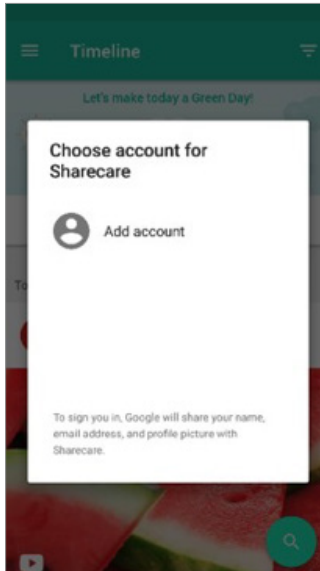 Timeline
Let's make today a Green Day!
Choose account for
Sharecare
Add account
To
To sign you in, Google will share your name,
email address, and profile picture with
Sharecare.